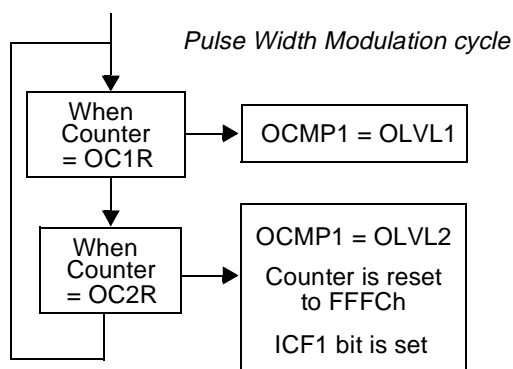 Pulse Width Modulation cycle
When
Counter
= OC1R
OCMP1 = OLVL1
When
Counter
= OC2R
OCMP1 = OLVL2
Counter is reset
to FFFCh
ICF1 bit is set